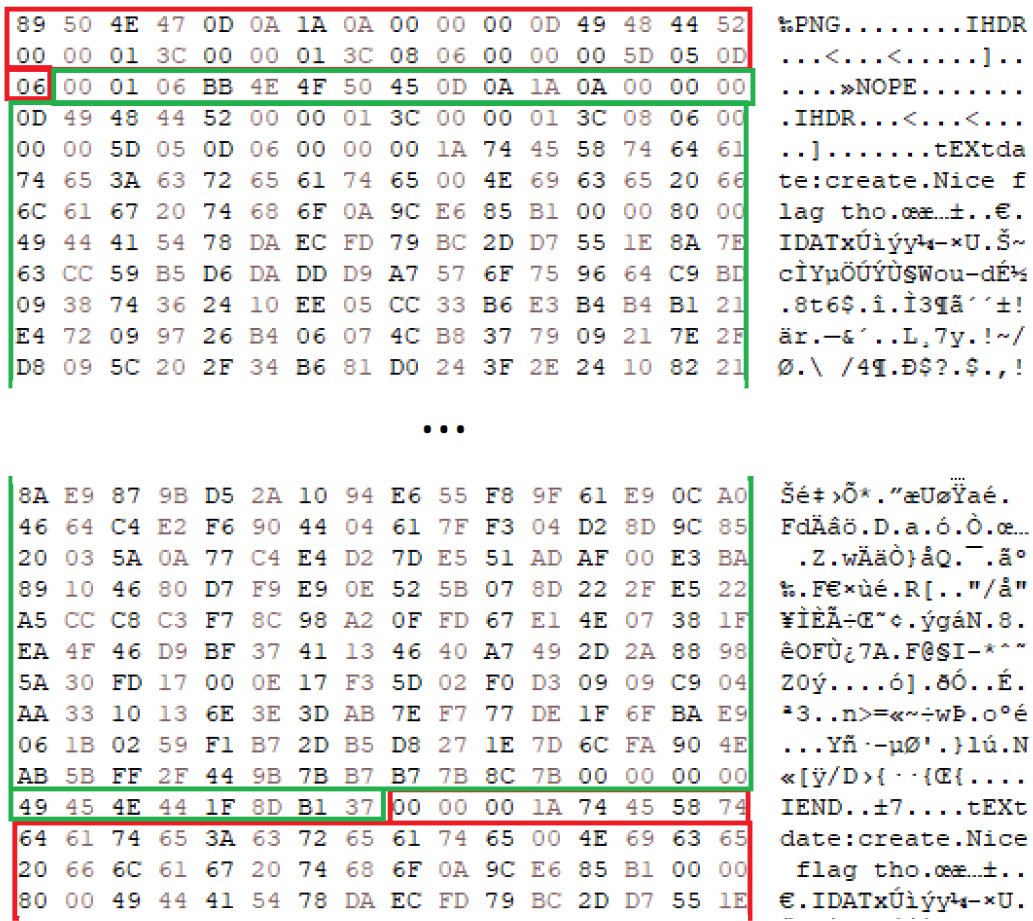 89 50 4E 47 0D 0A 1A 0A 00 00 00 0D 49 48 44 52 ‰PNG........IHDR
00 00 01 3C 00 00 01 3C 08 06 00 00 00 5D 05 0D ...<...<.....]..
06 00 01 06 BB 4E 4F 50 45 0D 0A 1A 0A 00 00 00 ....»NOPE.......
0D 49 48 44 52 00 00 01 3C 00 00 01 3C 08 06 00 .IHDR...<...<...
00 00 5D 05 0D 06 00 00 00 1A 74 45 58 74 64 61 ..].......tEXtda
74 65 3A 63 72 65 61 74 65 00 4E 69 63 65 20 66 te:create.Nice f
6C 61 67 20 74 68 6F 0A 9C E6 85 B1 00 00 80 00 lag tho.œæ…±..€.
49 44 41 54 78 DA EC FD 79 BC 2D D7 55 1E 8A 7E IDATxÚìýy¼-×U.Š~
63 CC 59 B5 D6 DA DD D9 A7 57 6F 75 96 64 C9 BD cÌYµÖÚÝÙ§Wou–dɽ
09 38 74 36 24 10 EE 05 CC 33 B6 E3 B4 B4 B1 21 .8t6$.î.Ì3¶ã´´±!
E4 72 09 97 26 B4 06 07 4C B8 37 79 09 21 7E 2F är.—&´..L¸7y.!~/
D8 09 5C 20 2F 34 B6 81 D0 24 3F 2E 24 10 82 21 Ø.\ /4¶.Ð$?.$.‚!
...
8A E9 87 9B D5 2A 10 94 E6 55 F8 9F 61 E9 0C A0 Šé‡›Õ*.”æUøŸaé.
46 64 C4 E2 F6 90 44 04 61 7F F3 04 D2 8D 9C 85 FdÄâö.D.a.ó.Ò.œ…
20 03 5A 0A 77 C4 E4 D2 7D E5 51 AD AF 00 E3 BA .Z.wÄäÒ}åQ.¯.ãº
89 10 46 80 D7 F9 E9 0E 52 5B 07 8D 22 2F E5 22 ‰.F€×ùé.R[.."/å"
A5 CC C8 C3 F7 8C 98 A2 0F FD 67 E1 4E 07 38 1F ¥ÌÈÃ÷Œ˜¢.ýgáN.8.
EA 4F 46 D9 BF 37 41 13 46 40 A7 49 2D 2A 88 98 êOFÙ¿7A.F@§I-*ˆ˜
5A 30 FD 17 00 0E 17 F3 5D 02 F0 D3 09 09 C9 04 Z0ý....ó].ðÓ..É.
AA 33 10 13 6E 3E 3D AB 7E F7 77 DE 1F 6F BA E9 ª3..n>=«~÷wÞ.oºé
06 1B 02 59 F1 B7 2D B5 D8 27 1E 7D 6C FA 90 4E ...Yñ·-µØ'.}lú.N
AB 5B FF 2F 44 9B 7B B7 B7 7B 8C 7B 00 00 00 00 «[ÿ/D›{··{Œ{....
49 45 4E 44 1F 8D B1 37 00 00 00 1A 74 45 58 74 IEND..±7....tEXt
64 61 74 65 3A 63 72 65 61 74 65 00 4E 69 63 65 date:create.Nice
20 66 6C 61 67 20 74 68 6F 0A 9C E6 85 B1 00 00 flag tho.œæ…±..
80 00 49 44 41 54 78 DA EC FD 79 BC 2D D7 55 1E €.IDATxÚìýy¼-×U.